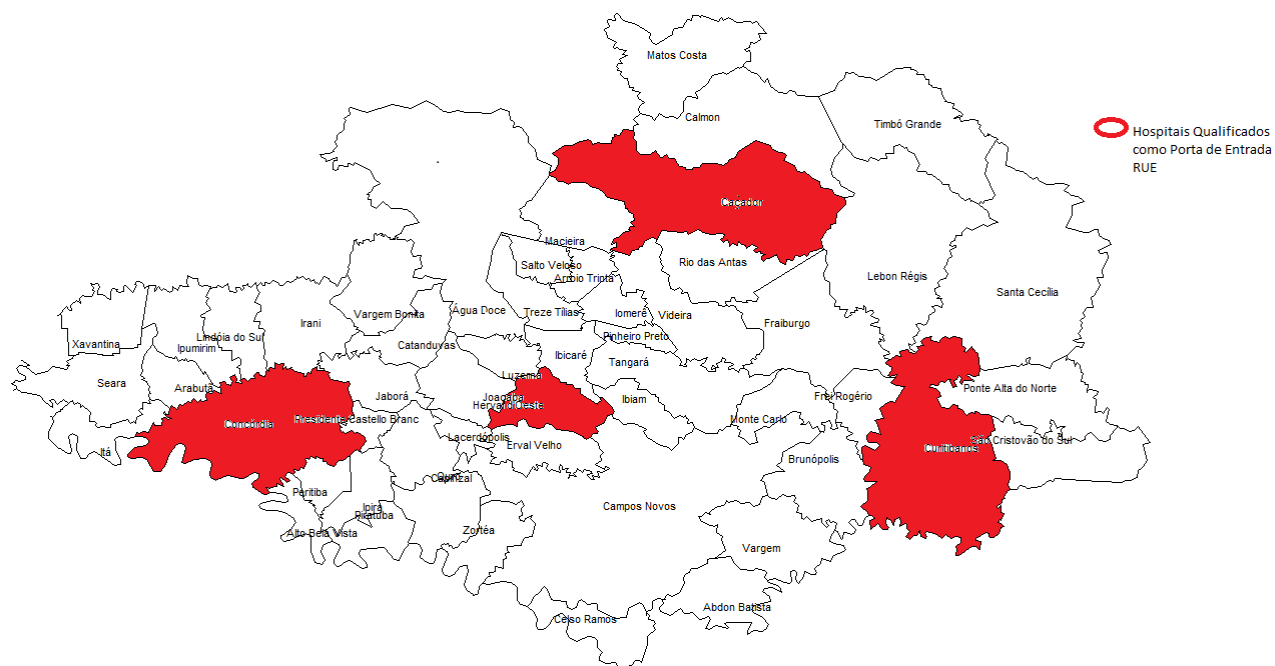 Matos Costa
Calmon
Timbó Grande
Hospitais Qualificados
como Porta de Entrada
RUE
Caçador
Macieira
Salto Veloso
Rio das Antas
Arroio Trinta
Lebon Régis
Santa Cecília
Água Doce
Treze Tílias
Iomerê
Videira
Fraiburgo
Vargem Bonita
Irani
Lindóia do Sul
Ipumirim
Xavantina
Catanduvas
Pinheiro Preto
Ibicaré
Tangará
Seara
Arabutã
Luzerna
Jaborá
Joaçaba
Ibiam
Frei Rogério
Ponte Alta do Norte
Herval d'Oeste
Monte Carlo
Concórdia
Presidente Castello Branc
Lacerdópolis
Erval Velho
São Cristovão do Sul
Curitibanos
Itá
Brunópolis
Ouro
Capinzal
Peritiba
Ipira
Piratuba
Campos Novos
Alto Bela Vista
Zortéa
Vargem
Abdon Batista
Celso Ramos